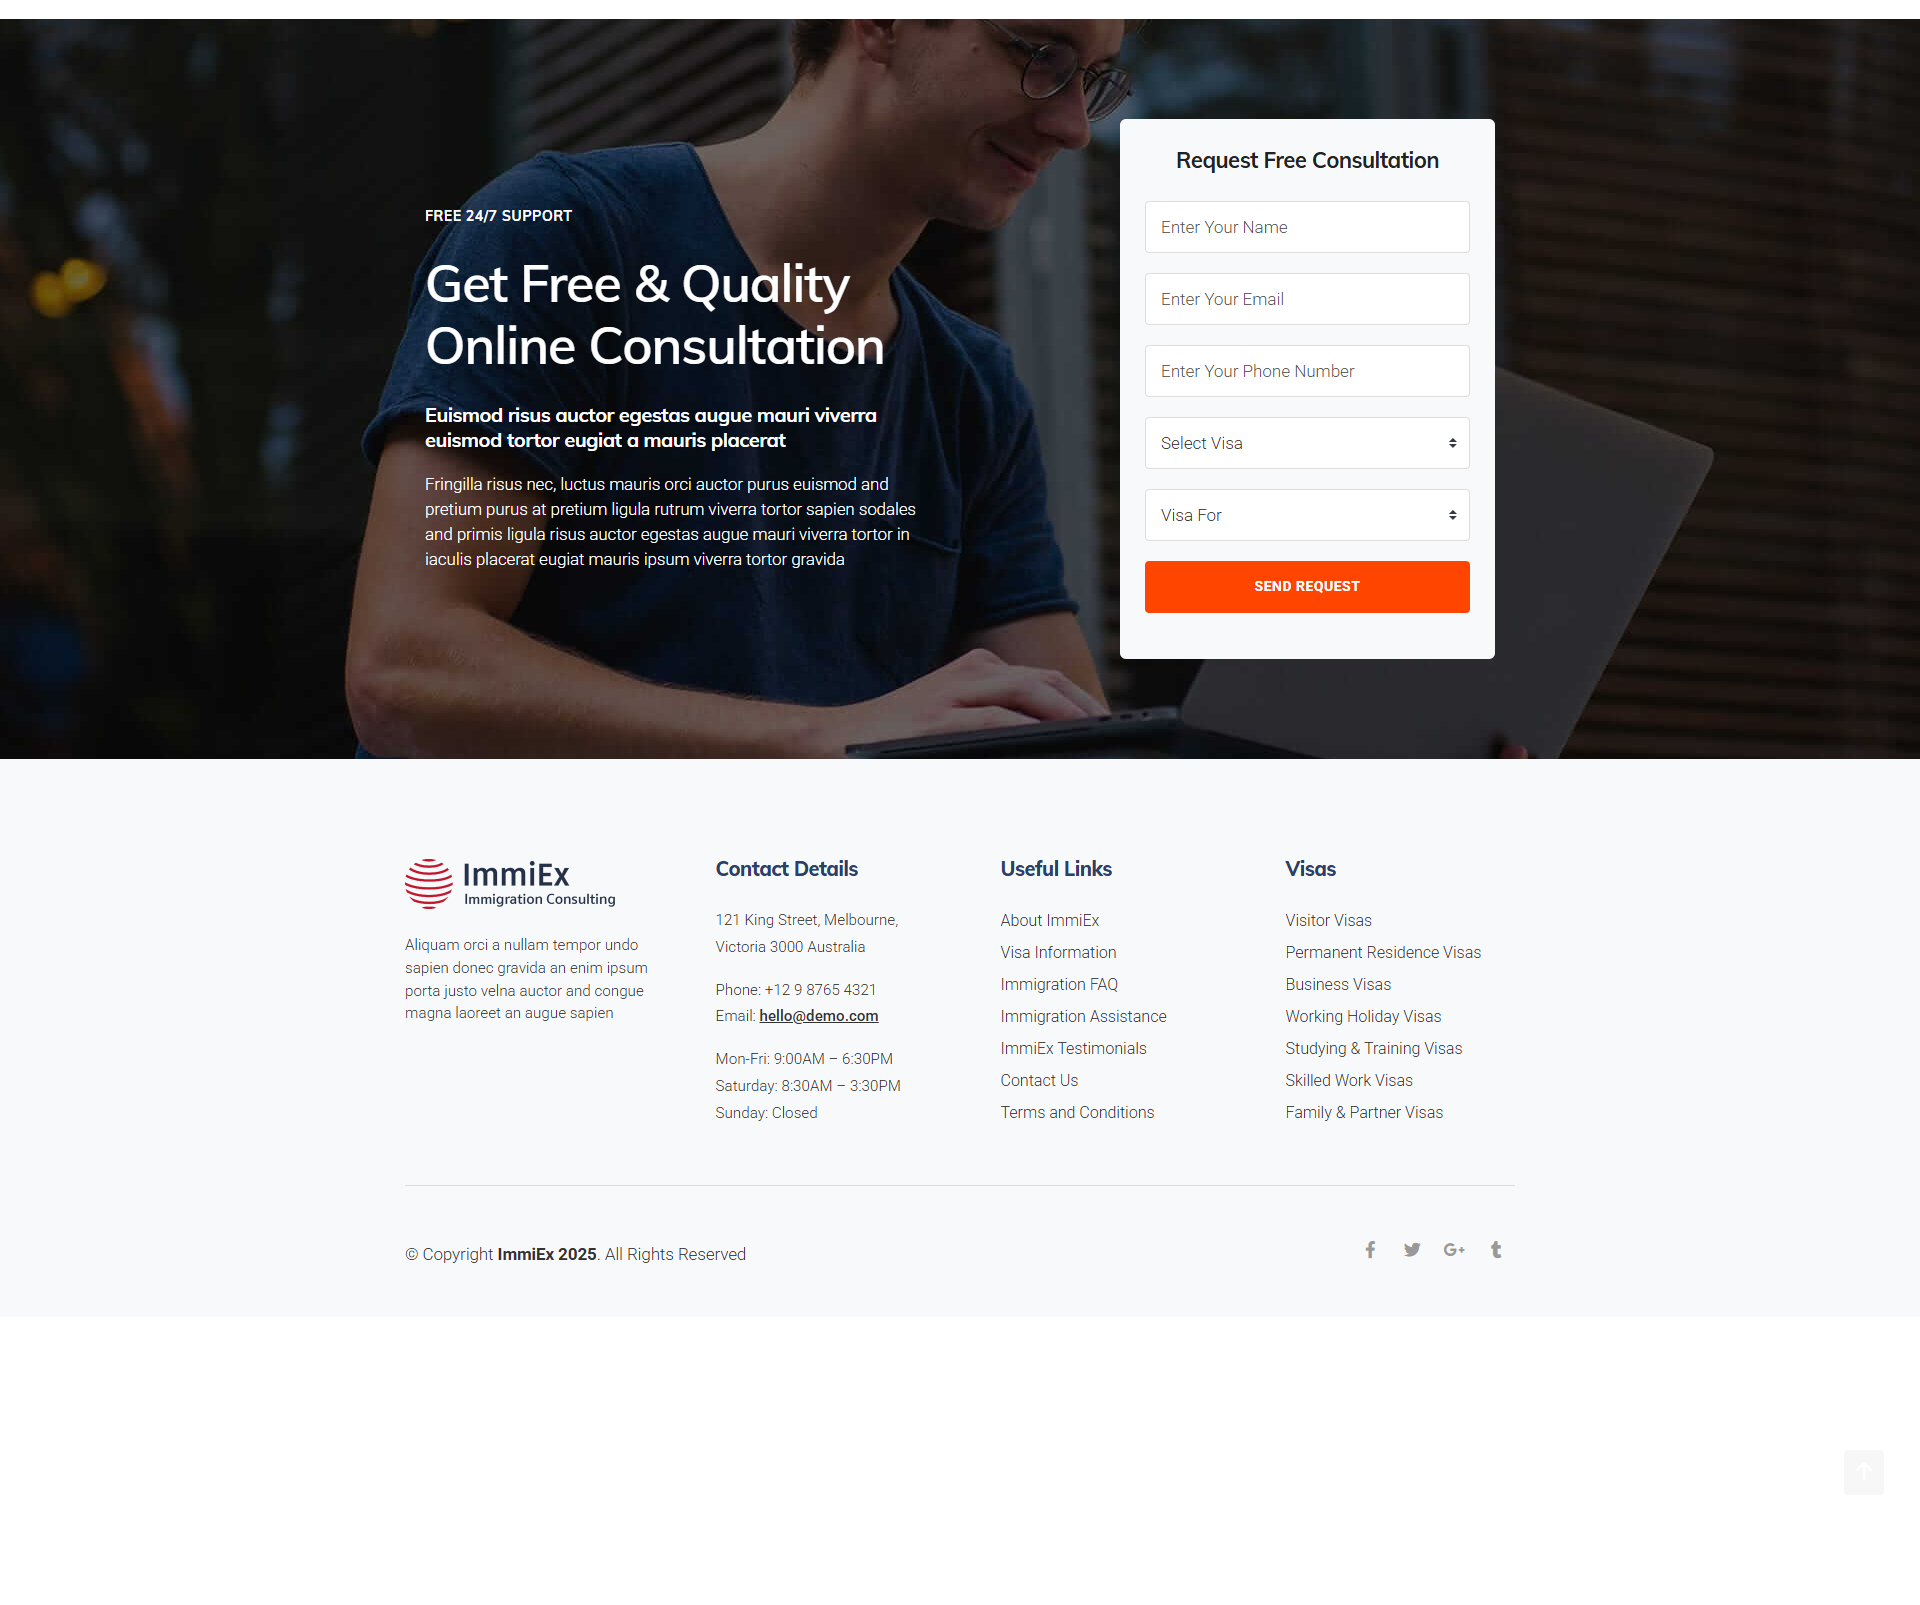 FREE 24/7 SUPPORT
Get Free & Quality
Online Consultation
Euismod risus auctor egestas augue mauri viverra
euismod tortor eugiat a mauris placerat
Fringilla risus nec, luctus mauris orci auctor purus euismod and
pretium purus at pretium ligula rutrum viverra tortor sapien sodales
and primis ligula risus auctor egestas augue mauri viverra tortor in
iaculis placerat eugiat mauris ipsum viverra tortor gravida
Request Free Consultation
Enter Your Name
Enter Your Email
Enter Your Phone Number
Select Visa
Visa For
SEND REQUEST
ImmiEx
Immigration Consulting
Aliquam orci a nullam tempor undo
sapien donec gravida an enim ipsum
porta justo velna auctor and congue
magna laoreet an augue sapien
Contact Details
121 King Street, Melbourne,
Victoria 3000 Australia
Phone: +12 9 8765 4321
Email: hello@demo.com
Mon-Fri: 9:00AM – 6:30PM
Saturday: 8:30AM – 3:30PM
Sunday: Closed
Useful Links
About ImmiEx
Visa Information
Immigration FAQ
Immigration Assistance
ImmiEx Testimonials
Contact Us
Terms and Conditions
Visas
Visitor Visas
Permanent Residence Visas
Business Visas
Working Holiday Visas
Studying & Training Visas
Skilled Work Visas
Family & Partner Visas
© Copyright ImmiEx 2025. All Rights Reserved